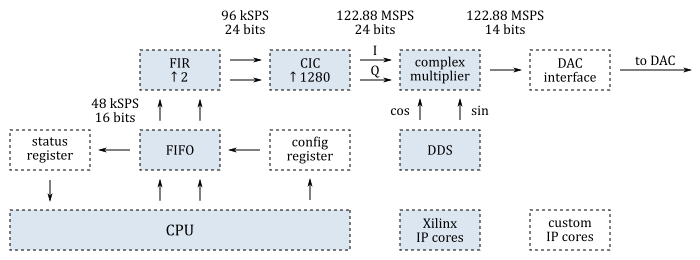 96 kSPS
24 bits
122.88 MSPS
24 bits
122.88 MSPS
14 bits
FIR
↑2
CIC
↑1280
I
Q
complex
multiplier
DAC
interface
to DAC
48 kSPS
16 bits
cos
sin
status
register
FIFO
config
register
DDS
CPU
Xilinx
IP cores
custom
IP cores